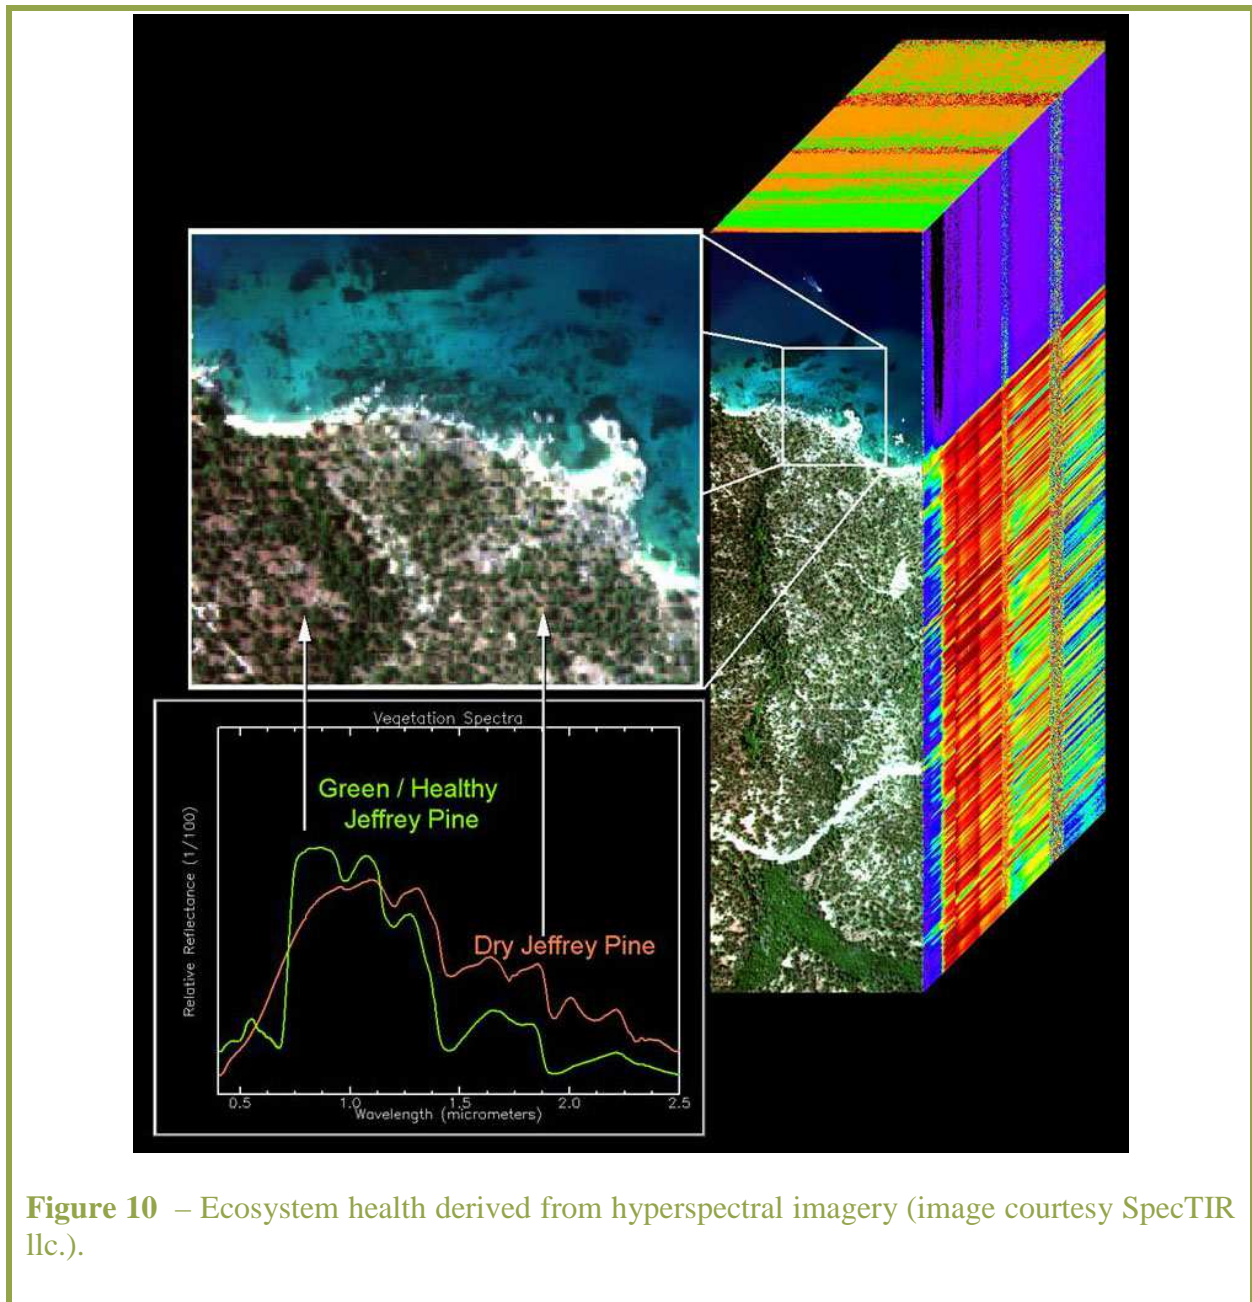 Vegetation Spectra
Green / Healthy
Jeffrey Pine
Dry Jeffrey Pine
Relative Reflectance (1/100)
0.5 1.0 1.5 2.0 2.5
Wavelength (micrometers)
Figure 10 – Ecosystem health derived from hyperspectral imagery (image courtesy SpecTIR
llc.).